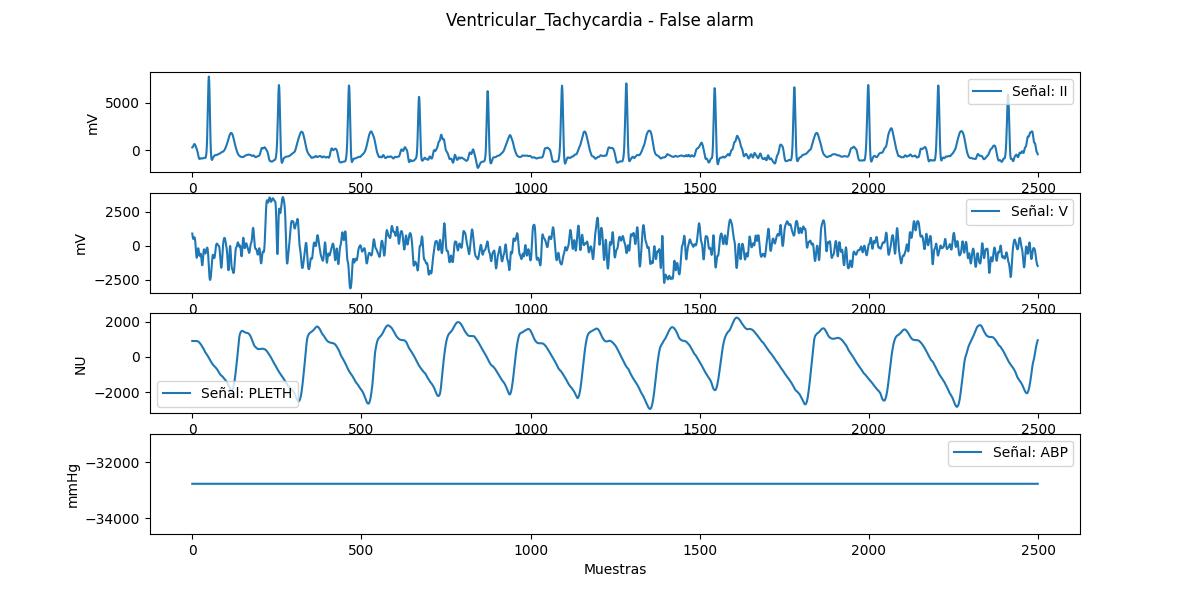 Ventricular_Tachycardia - False alarm
5000
0
mV
Señal: II
0 500 1000 1500 2000 2500
2500
0
−2500
mV
Señal: V
0 500 1000 1500 2000 2500
2000
0
−2000
NU
Señal: PLETH
0 500 1000 1500 2000 2500
−32000
−34000
mmHg
Señal: ABP
0 500 1000 1500 2000 2500
Muestras